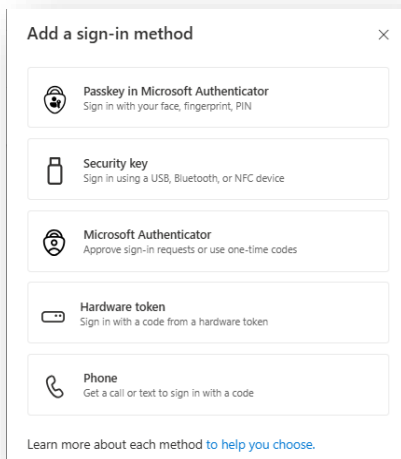 Add a sign-in method
Passkey in Microsoft Authenticator
Sign in with your face, fingerprint, PIN
Security key
Sign in using a USB, Bluetooth, or NFC device
Microsoft Authenticator
Approve sign-in requests or use one-time codes
Hardware token
Sign in with a code from a hardware token
Phone
Get a call or text to sign in with a code
Learn more about each method to help you choose.